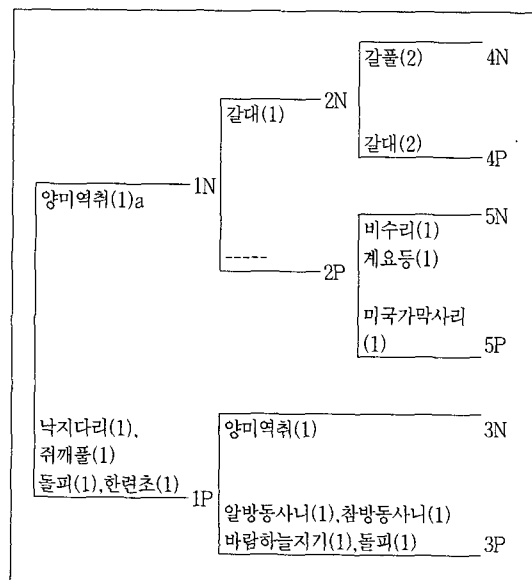 갈풀(2) 4N
갈대(1) 2N
갈대(2) 4P
양미역취(1)a 1N
비수리(1) 5N
계요등(1)
----- 2P
미국가막사리
(1) 5P
낙지다리(1),
쥐깨풀(1)
돌피(1),한련초(1) 1P
양미역취(1) 3N
알방동사니(1),참방동사니(1)
바람하늘지기(1),돌피(1) 3P